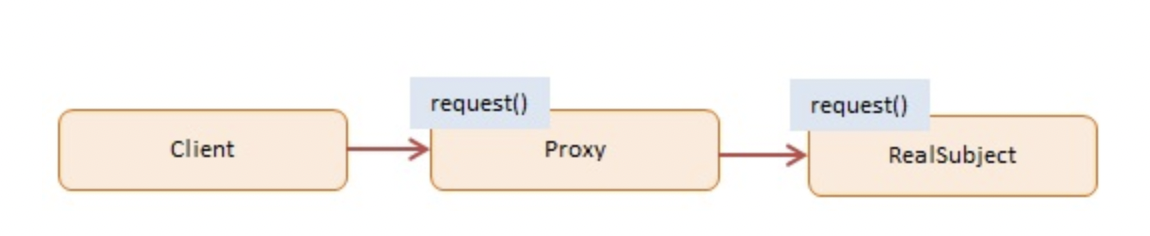 request()
request()
Client
Proxy
RealSubject